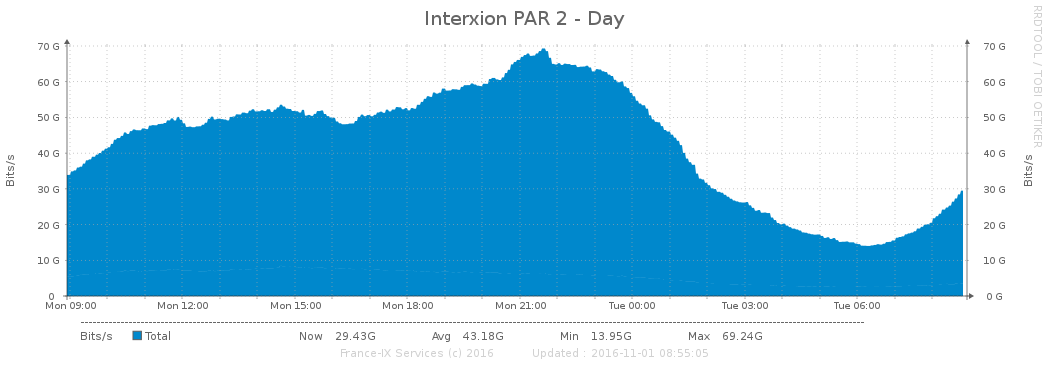 Interxion PAR 2 - Day
RRDTOOL / TOBI OETIKER
Bits/s
70 G
60 G
50 G
40 G
30 G
20 G
10 G
0
70 G
60 G
50 G
40 G
30 G
20 G
10 G
0 G
Bits/s
Mon 09:00 Mon 12:00 Mon 15:00 Mon 18:00 Mon 21:00 Tue 00:00 Tue 03:00 Tue 06:00
Bits/s Total Now 29.43G Avg 43.18G Min 13.95G Max 69.24G
France-IX Services (c) 2016 Updated : 2016-11-01 08:55:05